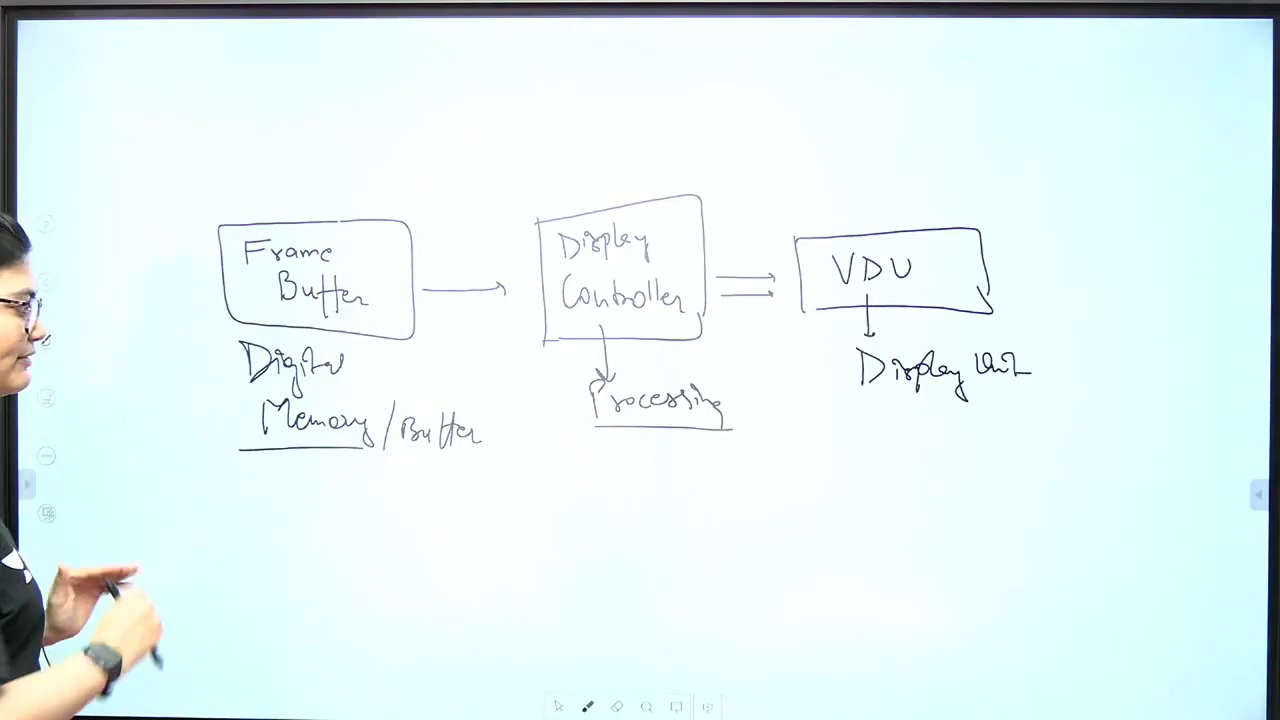 Frame
Buffer
Digital
Memory / Buffer
Display
Controller
Processing
VDU
Display Unit